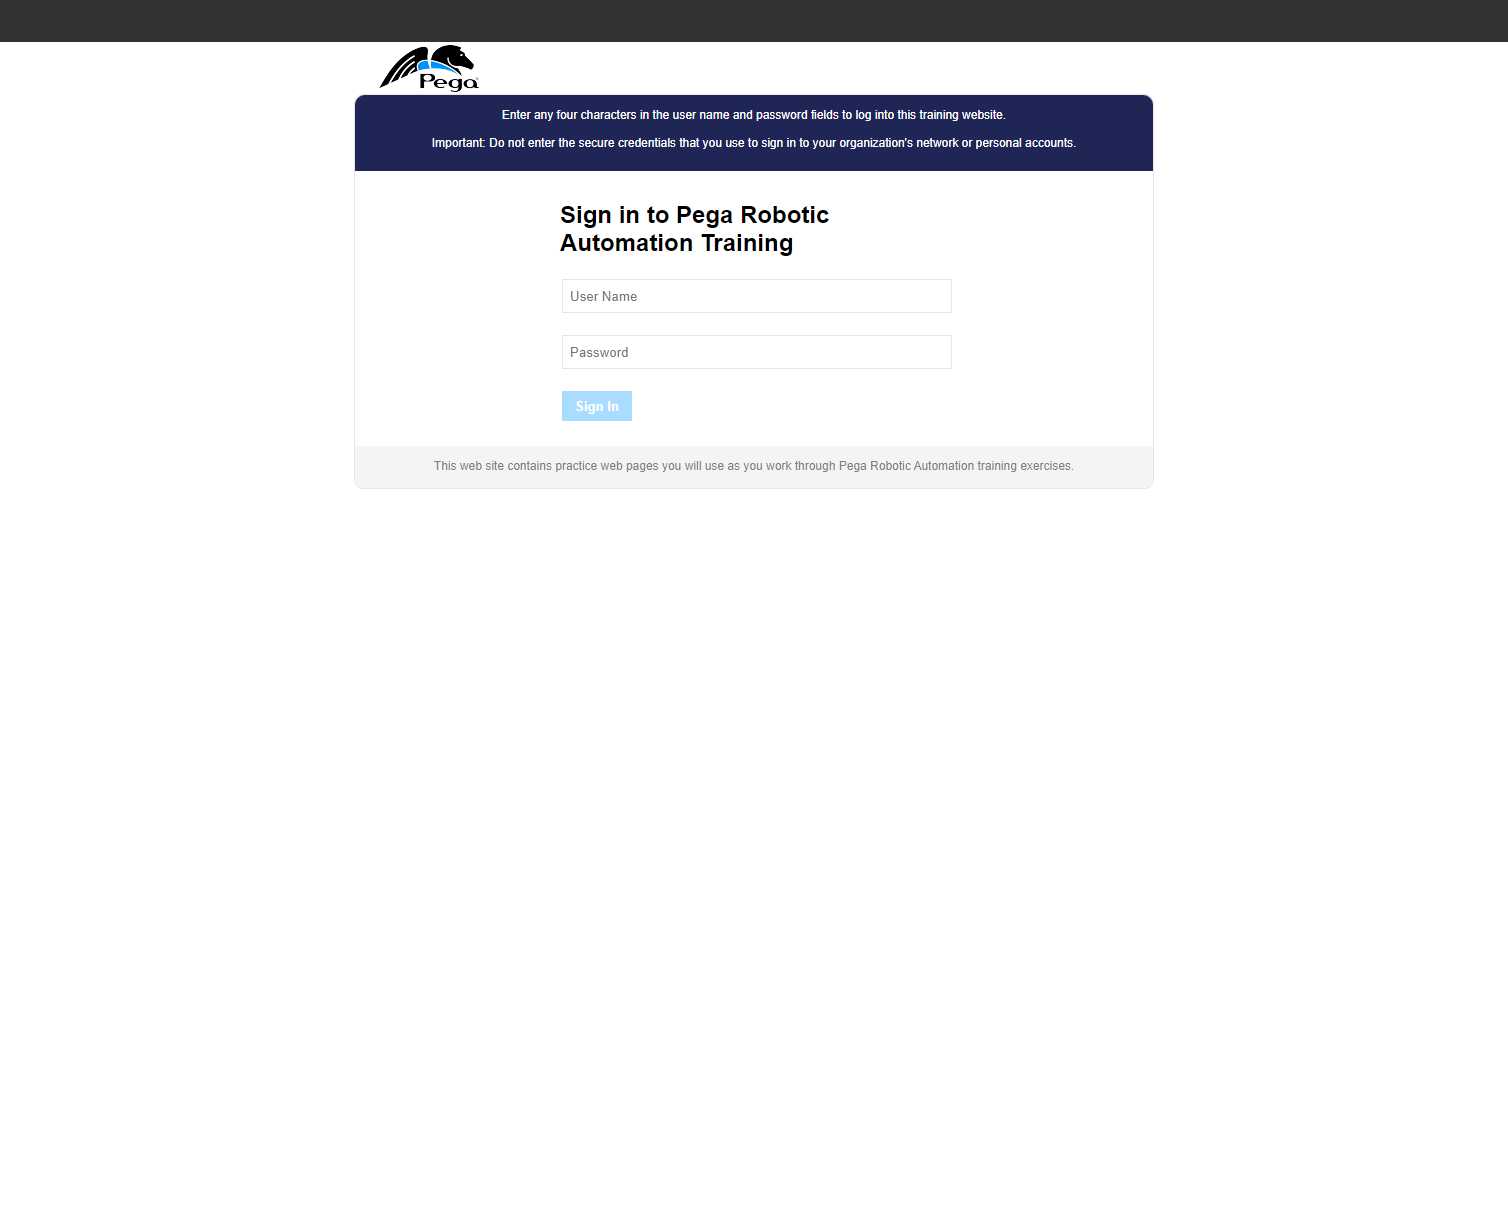 Pega
Enter any four characters in the user name and password fields to log into this training website.
Important: Do not enter the secure credentials that you use to sign in to your organization's network or personal accounts.
Sign in to Pega Robotic
Automation Training
User Name
Password
Sign In
This web site contains practice web pages you will use as you work through Pega Robotic Automation training exercises.